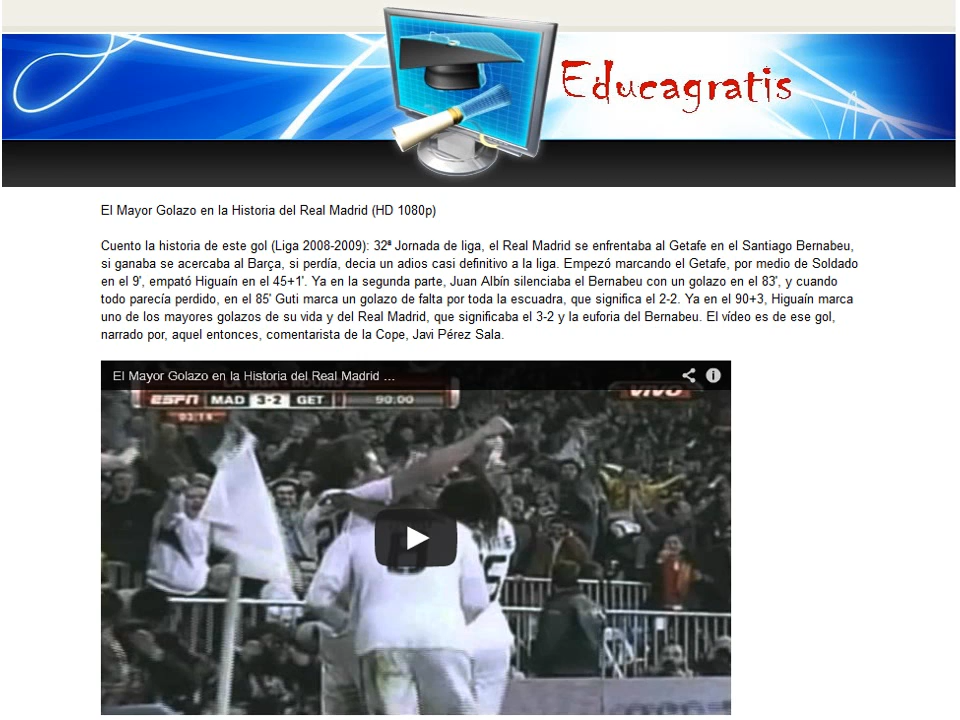 Educagratis
El Mayor Golazo en la Historia del Real Madrid (HD 1080p)
Cuento la historia de este gol (Liga 2008-2009): 32ª Jornada de liga, el Real Madrid se enfrentaba al Getafe en el Santiago Bernabeu,
si ganaba se acercaba al Barça, si perdía, decia un adios casi definitivo a la liga. Empezó marcando el Getafe, por medio de Soldado
en el 9', empató Higuaín en el 45+1'. Ya en la segunda parte, Juan Albín silenciaba el Bernabeu con un golazo en el 83', y cuando
todo parecía perdido, en el 85' Guti marca un golazo de falta por toda la escuadra, que significa el 2-2. Ya en el 90+3, Higuaín marca
uno de los mayores golazos de su vida y del Real Madrid, que significaba el 3-2 y la euforia del Bernabeu. El vídeo es de ese gol,
narrado por, aquel entonces, comentarista de la Cope, Javi Pérez Sala.
El Mayor Golazo en la Historia del Real Madrid ...
ESPN MAD 3-2 GET 90:00
03:14
VIVO